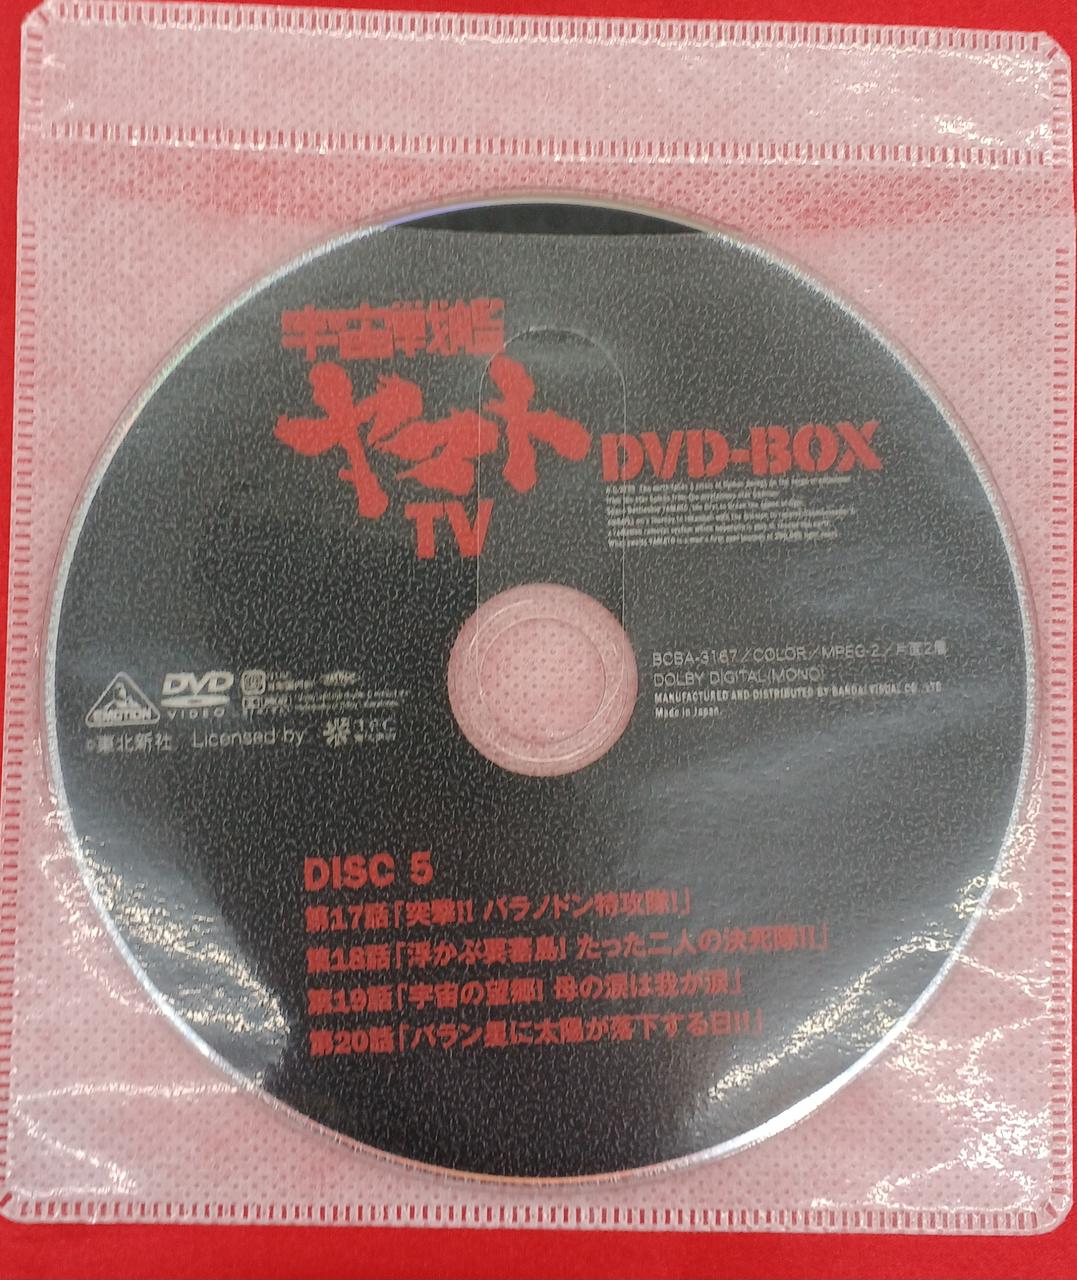 宇宙戦艦
ヤマト
TV
DVD-BOX
BCBA-3167／COLOR／MPEG-2／片面2層
DOLBY DIGITAL(MONO)
MANUFACTURED AND DISTRIBUTED BY BANDAI VISUAL CO.,LTD
Made in Japan.
EMOTION
DVD
VIDEO
©東北新社 Licensed by
DISC 5
第17話「突撃!! バラノドン特攻隊!」
第18話「浮かぶ要塞島! たった二人の決死隊!!」
第19話「宇宙の望郷! 母の涙は我が涙」
第20話「バラン星に太陽が落下する日!!」